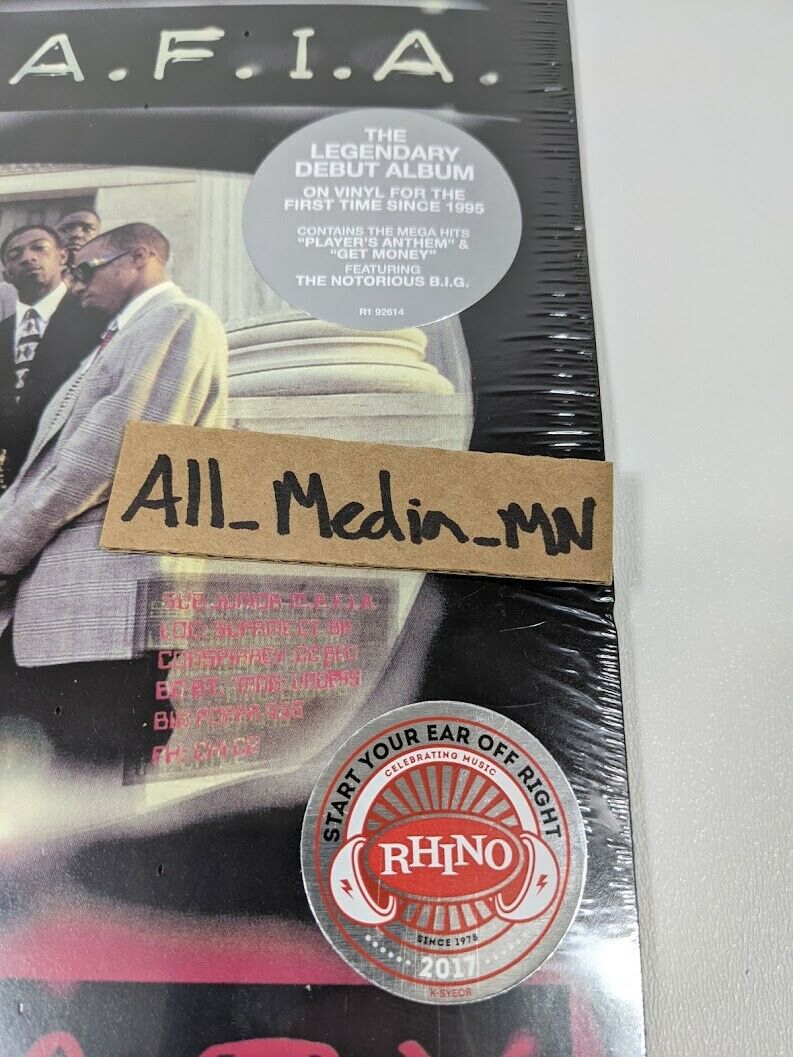 A.F.I.A.
THE
LEGENDARY
DEBUT ALBUM
ON VINYL FOR THE
FIRST TIME SINCE 1995
CONTAINS THE MEGA HITS
"PLAYER'S ANTHEM" &
"GET MONEY"
FEATURING
THE NOTORIOUS B.I.G.
R1 92614
All_Media_MN
START YOUR EAR OFF RIGHT
CELEBRATING MUSIC
RHINO
SINCE 1978
2017
K-SYEOR